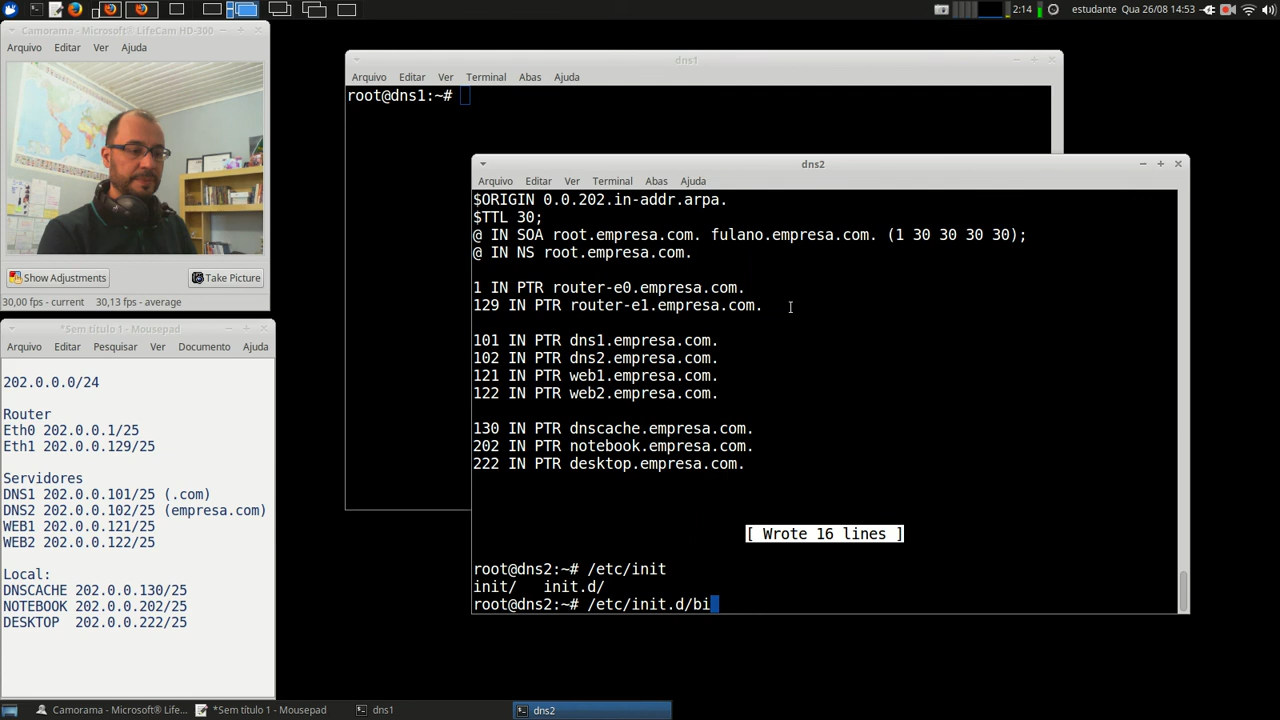 2:14
estudante
Qua 26/08 14:53
Camorama - Microsoft® LifeCam HD-300
Arquivo Editar Ver Ajuda
Show Adjustments
Take Picture
30,00 fps - current 30,13 fps - average
*Sem título 1 - Mousepad
Arquivo Editar Pesquisar Ver Documento Ajuda
202.0.0.0/24
Router
Eth0 202.0.0.1/25
Eth1 202.0.0.129/25
Servidores
DNS1 202.0.0.101/25 (.com)
DNS2 202.0.0.102/25 (empresa.com)
WEB1 202.0.0.121/25
WEB2 202.0.0.122/25
Local:
DNSCACHE 202.0.0.130/25
NOTEBOOK 202.0.0.202/25
DESKTOP 202.0.0.222/25
dns1
Arquivo Editar Ver Terminal Abas Ajuda
root@dns1:~#
dns2
Arquivo Editar Ver Terminal Abas Ajuda
$ORIGIN 0.0.202.in-addr.arpa.
$TTL 30;
@ IN SOA root.empresa.com. fulano.empresa.com. (1 30 30 30 30);
@ IN NS root.empresa.com.
1 IN PTR router-e0.empresa.com.
129 IN PTR router-e1.empresa.com.
101 IN PTR dns1.empresa.com.
102 IN PTR dns2.empresa.com.
121 IN PTR web1.empresa.com.
122 IN PTR web2.empresa.com.
130 IN PTR dnscache.empresa.com.
202 IN PTR notebook.empresa.com.
222 IN PTR desktop.empresa.com.
[ Wrote 16 lines ]
root@dns2:~# /etc/init
init/ init.d/
root@dns2:~# /etc/init.d/bi
Camorama - Microsoft® LifeC...
*Sem título 1 - Mousepad
dns1
dns2